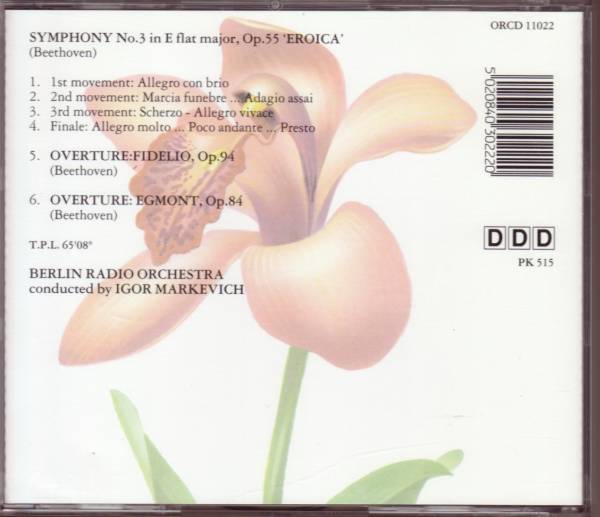 ORCD 11022
SYMPHONY No.3 in E flat major, Op.55 'EROICA'
(Beethoven)
1. 1st movement: Allegro con brio
2. 2nd movement: Marcia funebre ... Adagio assai
3. 3rd movement: Scherzo - Allegro vivace
4. Finale: Allegro molto ... Poco andante ... Presto
5. OVERTURE:FIDELIO, Op.94
(Beethoven)
6. OVERTURE: EGMONT, Op.84
(Beethoven)
T.P.L. 65'08"
BERLIN RADIO ORCHESTRA
conducted by IGOR MARKEVICH
5 020840 302220
DDD
PK 515